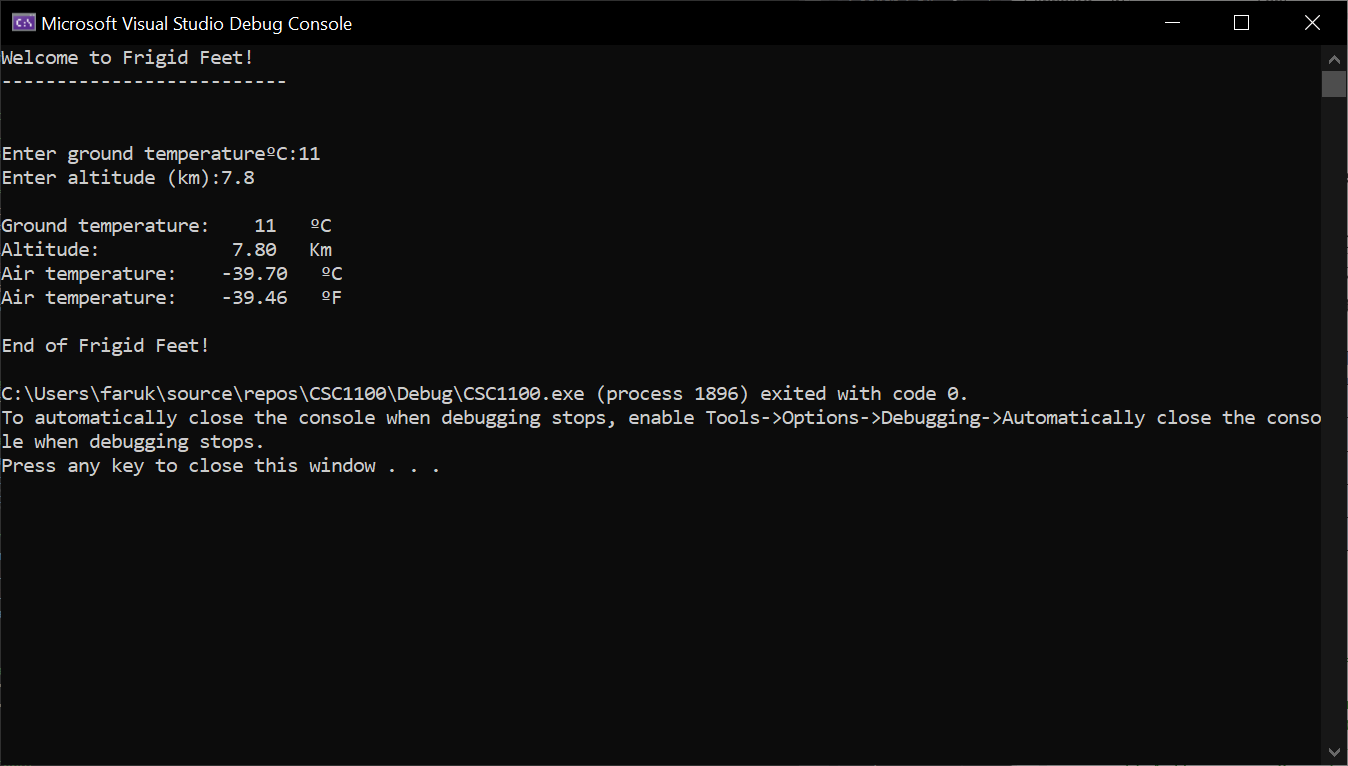 Microsoft Visual Studio Debug Console
Welcome to Frigid Feet!
--------------------------
Enter ground temperatureºC:11
Enter altitude (km):7.8
Ground temperature:    11   ºC
Altitude:            7.80   Km
Air temperature:    -39.70   ºC
Air temperature:    -39.46   ºF
End of Frigid Feet!
C:\Users\faruk\source\repos\CSC1100\Debug\CSC1100.exe (process 1896) exited with code 0.
To automatically close the console when debugging stops, enable Tools->Options->Debugging->Automatically close the conso
le when debugging stops.
Press any key to close this window . . .